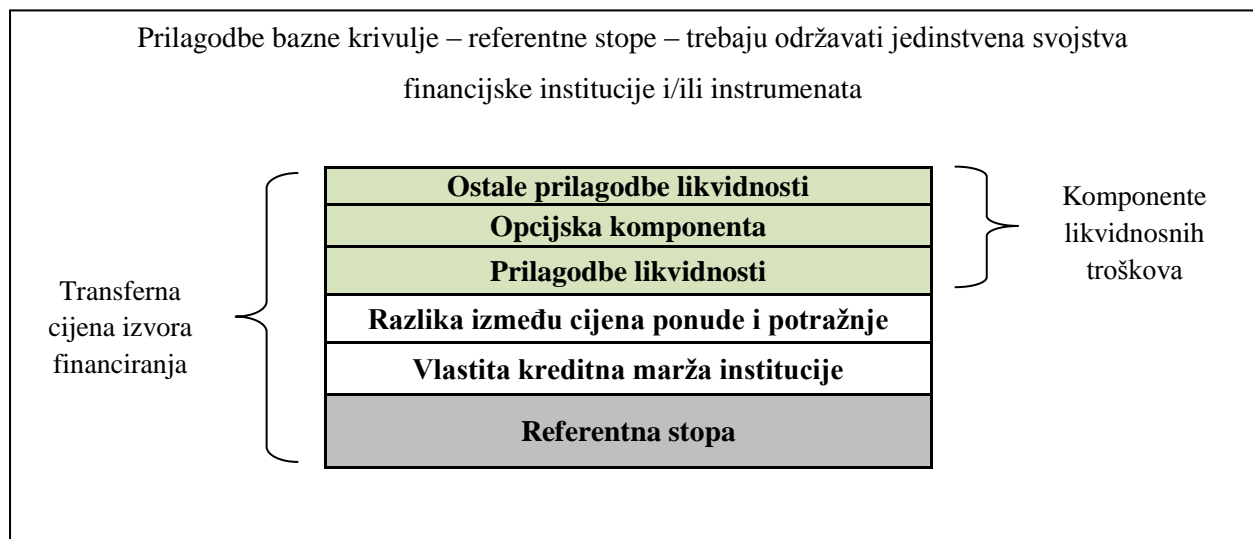 Prilagodbe bazne krivulje – referentne stope – trebaju održavati jedinstvena svojstva
financijske institucije i/ili instrumenata
Ostale prilagodbe likvidnosti
Opcijska komponenta
Prilagodbe likvidnosti
Razlika između cijena ponude i potražnje
Vlastita kreditna marža institucije
Referentna stopa
Transferna
cijena izvora
financiranja
Komponente
likvidnosnih
troškova